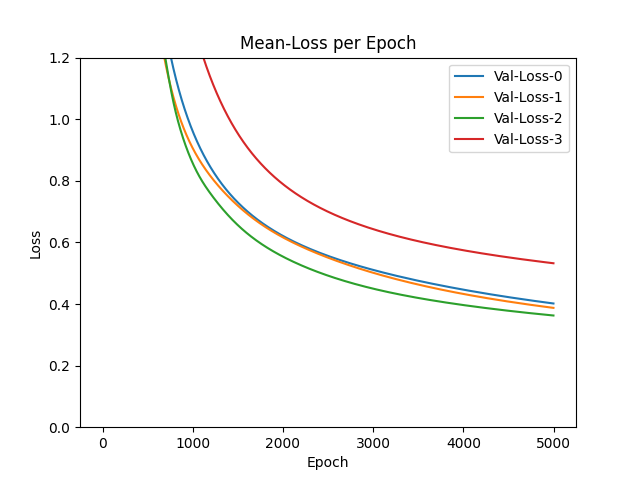 Mean-Loss per Epoch
Val-Loss-0
Val-Loss-1
Val-Loss-2
Val-Loss-3
1.2
1.0
0.8
0.6
0.4
0.2
0.0
Loss
0 1000 2000 3000 4000 5000
Epoch